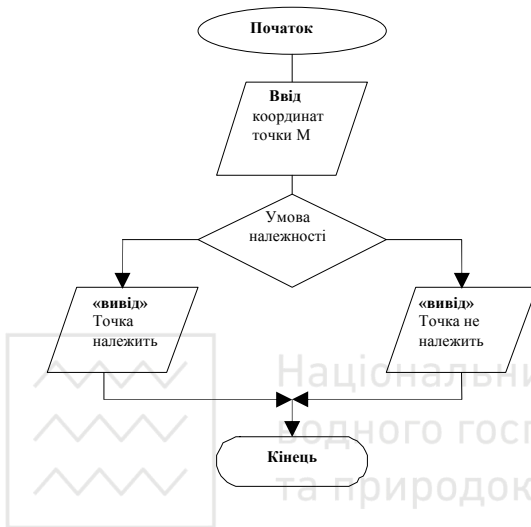 Початок
Ввід
координат
точки М
Умова
належності
«вивід»
Точка
належить
«вивід»
Точка не
належить
Національни
водного госп
Кінець
та природок